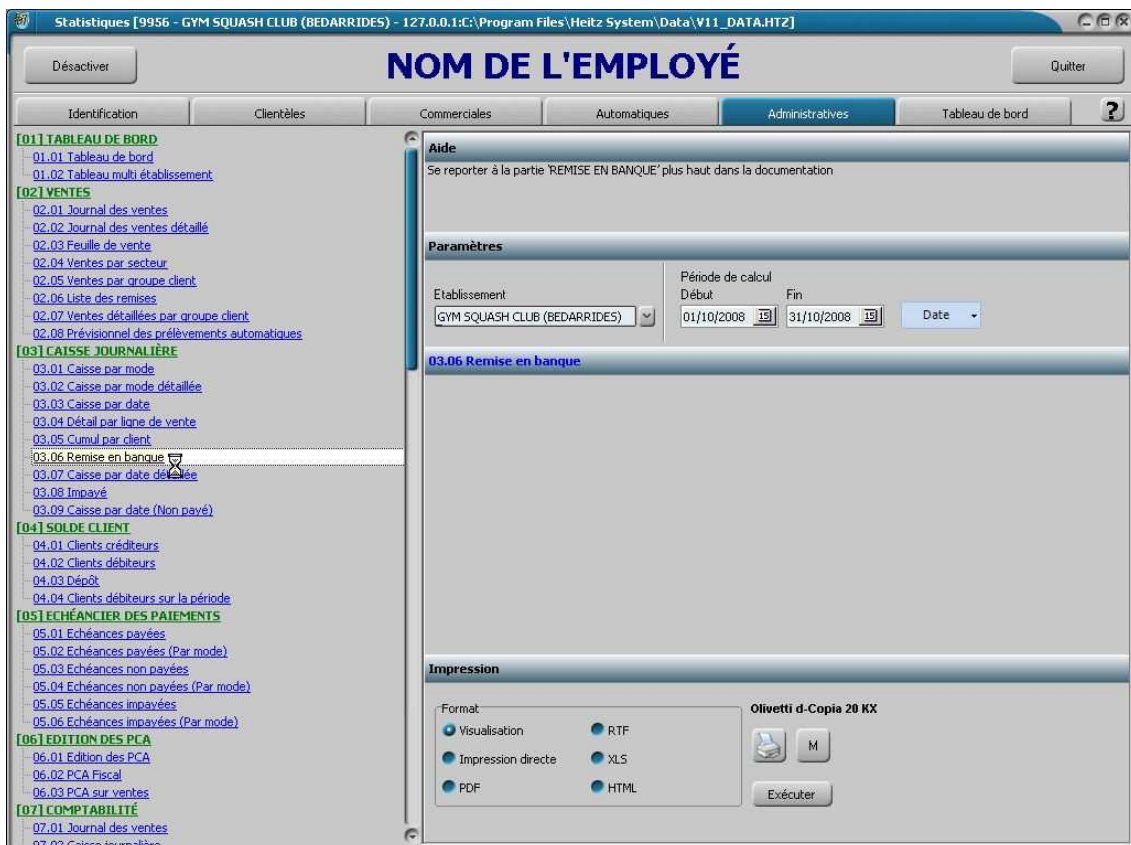 Statistiques [9956 - GYM SQUASH CLUB (BEDARRIDES) - 127.0.0.1:C:\Program Files\Heitz System\Data\V11_DATA.HTZ]
Désactiver
NOM DE L'EMPLOYÉ
Quitter
Identification
Clientèles
Commerciales
Automatiques
Administratives
Tableau de bord
?
[01] TABLEAU DE BORD
01.01 Tableau de bord
01.02 Tableau multi établissement
[02] VENTES
02.01 Journal des ventes
02.02 Journal des ventes détaillé
02.03 Feuille de vente
02.04 Ventes par secteur
02.05 Ventes par groupe client
02.06 Liste des remises
02.07 Ventes détaillées par groupe client
02.08 Prévisionnel des prélèvements automatiques
[03] CAISSE JOURNALIÈRE
03.01 Caisse par mode
03.02 Caisse par mode détaillée
03.03 Caisse par date
03.04 Détail par ligne de vente
03.05 Cumul par client
03.06 Remise en banque
03.07 Caisse par date détaillée
03.08 Impayé
03.09 Caisse par date (Non payé)
[04] SOLDE CLIENT
04.01 Clients créditeurs
04.02 Clients débiteurs
04.03 Dépôt
04.04 Clients débiteurs sur la période
[05] ECHÉANCIER DES PAIEMENTS
05.01 Echéances payées
05.02 Echéances payées (Par mode)
05.03 Echéances non payées
05.04 Echéances non payées (Par mode)
05.05 Echéances impayées
05.06 Echéances impayées (Par mode)
[06] EDITION DES PCA
06.01 Edition des PCA
06.02 PCA Fiscal
06.03 PCA sur ventes
[07] COMPTABILITÉ
07.01 Journal des ventes
07.02 Caisse journalière
Aide
Se reporter à la partie 'REMISE EN BANQUE' plus haut dans la documentation
Paramètres
Etablissement
GYM SQUASH CLUB (BEDARRIDES)
Période de calcul
Début
Fin
01/10/2008
15
31/10/2008
15
Date
03.06 Remise en banque
Impression
Format
Visualisation
RTF
Impression directe
XLS
PDF
HTML
Olivetti d-Copia 20 KX
M
Exécuter